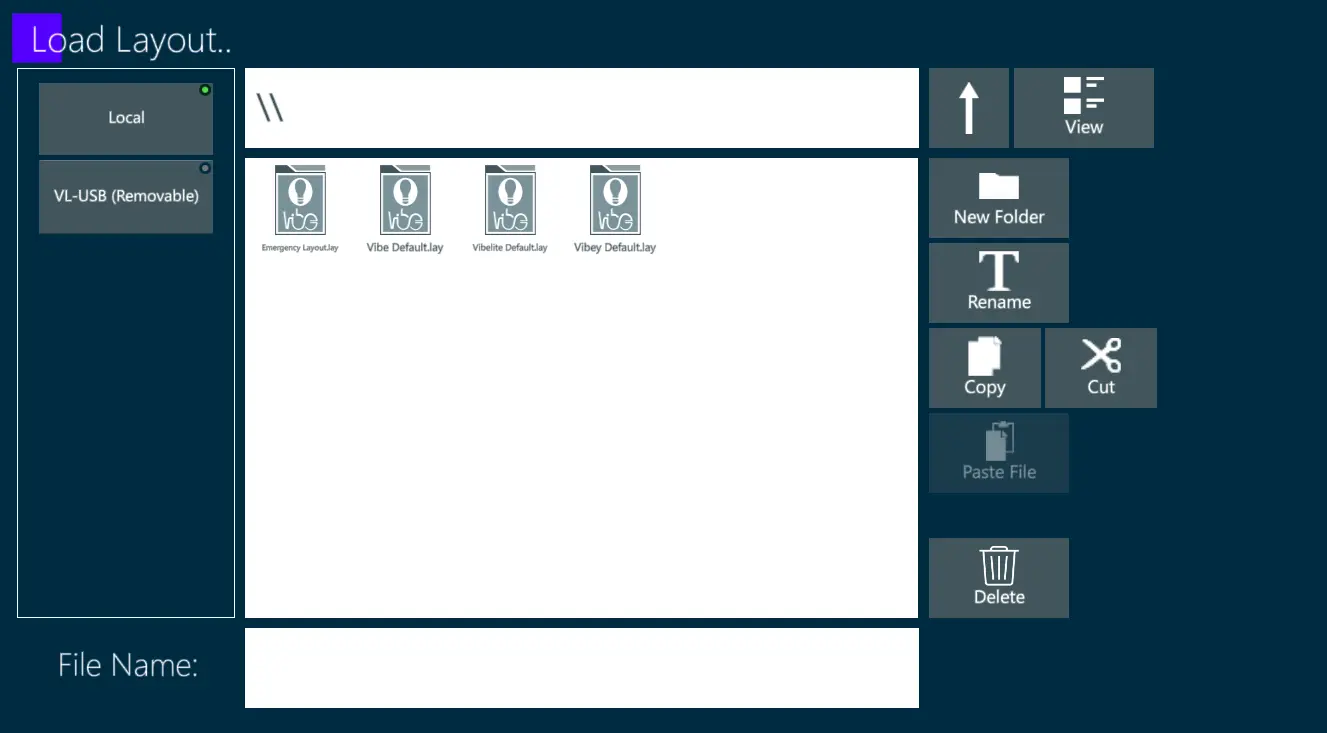 Load Layout..
Local
VL-USB (Removable)
\\
View
Vibe
Vibe
Vibe
Vibe
Emergency Layout.lay
Vibe Default.lay
Vibelite Default.lay
Vibey Default.lay
New Folder
Rename
Copy
Cut
Paste File
Delete
File Name: